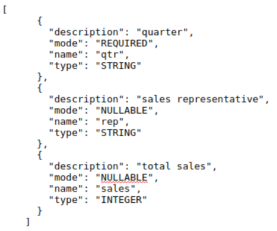 [
{
"description": "quarter",
"mode": "REQUIRED",
"name": "qtr",
"type": "STRING"
},
{
"description": "sales representative",
"mode": "NULLABLE",
"name": "rep",
"type": "STRING"
},
{
"description": "total sales",
"mode": "NULLABLE",
"name": "sales",
"type": "INTEGER"
}
]